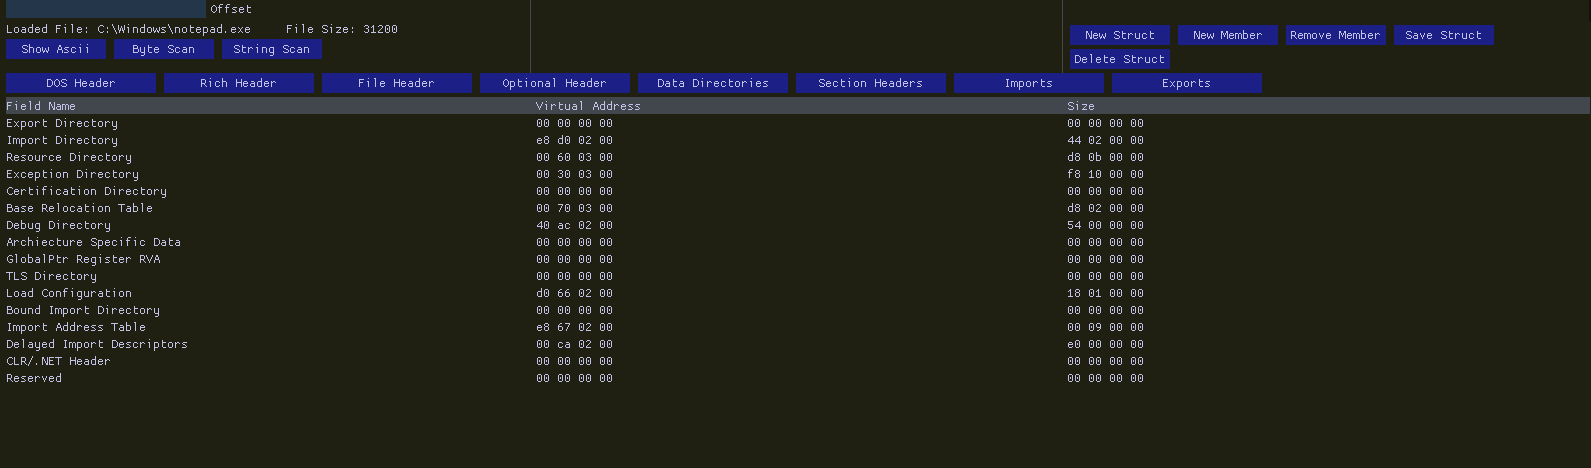 Offset
Loaded File: C:\Windows\notepad.exe File Size: 31200
Show Ascii Byte Scan String Scan
New Struct New Member Remove Member Save Struct
Delete Struct
DOS Header Rich Header File Header Optional Header Data Directories Section Headers Imports Exports
Field Name Virtual Address Size
Export Directory 00 00 00 00 00 00 00 00
Import Directory e8 d0 02 00 44 02 00 00
Resource Directory 00 60 03 00 d8 0b 00 00
Exception Directory 00 30 03 00 f8 10 00 00
Certification Directory 00 00 00 00 00 00 00 00
Base Relocation Table 00 70 03 00 d8 02 00 00
Debug Directory 40 ac 02 00 54 00 00 00
Archiecture Specific Data 00 00 00 00 00 00 00 00
GlobalPtr Register RVA 00 00 00 00 00 00 00 00
TLS Directory 00 00 00 00 00 00 00 00
Load Configuration d0 66 02 00 18 01 00 00
Bound Import Directory 00 00 00 00 00 00 00 00
Import Address Table e8 67 02 00 00 09 00 00
Delayed Import Descriptors 00 ca 02 00 e0 00 00 00
CLR/.NET Header 00 00 00 00 00 00 00 00
Reserved 00 00 00 00 00 00 00 00